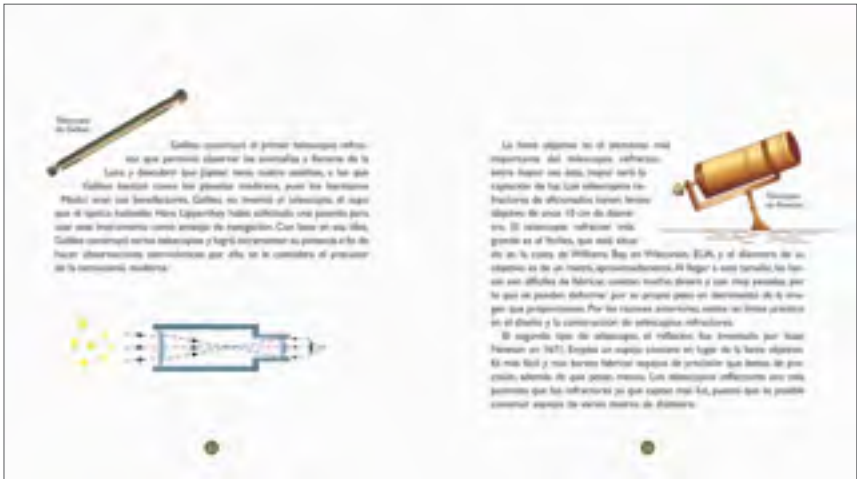 Telescopio
de Galileo
Galileo construyó el primer telescopio refrac-
tor que permitió observar las montañas y llanuras de la
Luna y descubrir que Júpiter tiene cuatro satélites, a los que
Galileo bautizó como los planetas mediceos, pues los hermanos
Médici eran sus benefactores. Galileo no inventó el telescopio, él supo
que el óptico holandés Hans Lippershey había solicitado una patente para
usar este instrumento como anteojo de navegación. Con base en esa idea,
Galileo construyó varios telescopios y logró incrementar su potencia a fin de
hacer observaciones astronómicas por ello, se le considera el precursor
de la astronomía moderna.
La lente objetivo es el elemento más
importante del telescopio refractor,
entre mayor sea ésta, mayor será la
captación de luz. Los telescopios re-
fractores de aficionados tienen lentes
objetivo de unos 10 cm de diáme-
tro. El telescopio refractor más
grande es el Yerkes, que está situa-
do en la costa de Williams Bay, en Wisconsin, EUA, y el diámetro de su
objetivo es de un metro, aproximadamente. Al llegar a este tamaño, las len-
tes son difíciles de fabricar, cuestan mucho dinero y son muy pesadas, por
lo que se pueden deformar por su propio peso en detrimento de la ima-
gen que proporcionan. Por las razones anteriores, existe un límite práctico
en el diseño y la construcción de telescopios refractores.
Telescopio
de Newton
El segundo tipo de telescopio, el reflector, fue inventado por Isaac
Newton en 1671. Emplea un espejo cóncavo en lugar de la lente objetivo.
Es más fácil y más barato fabricar espejos de precisión que lentes de pre-
cisión, además de que pesan menos. Los telescopios reflectores son más
potentes que los refractores ya que captan más luz, puesto que es posible
construir espejos de varios metros de diámetro.